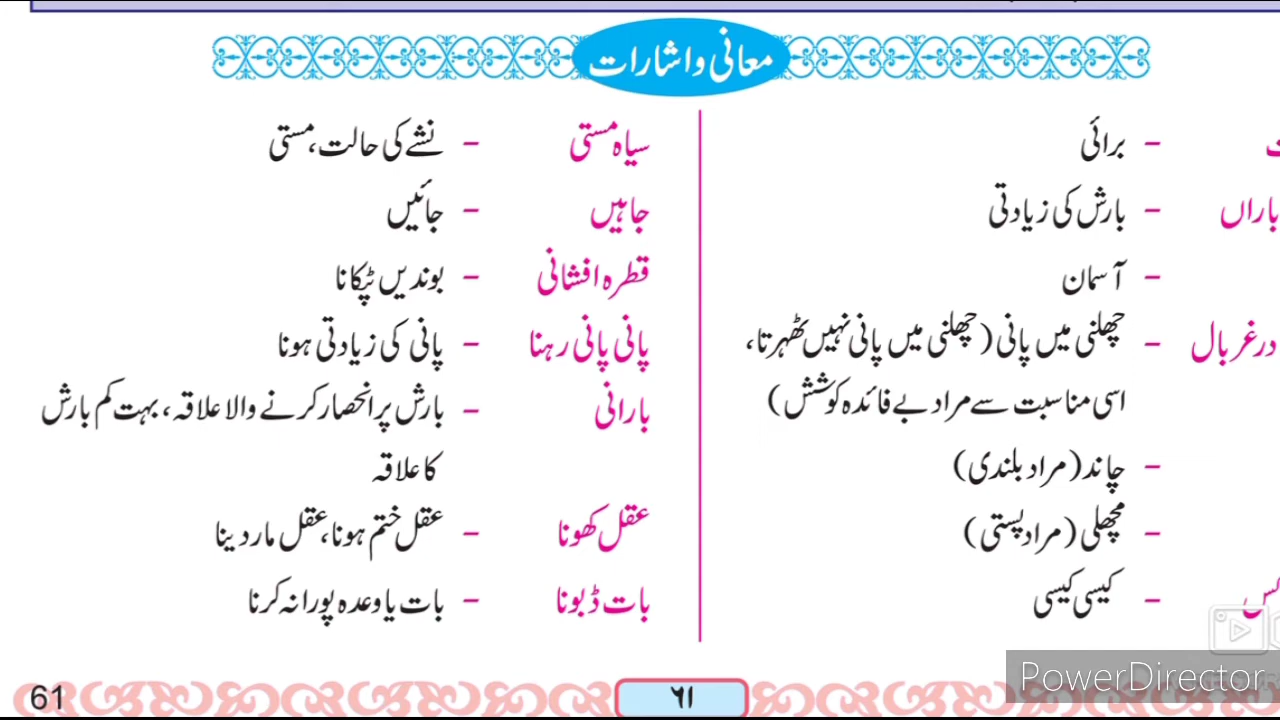 معانی و اشارات
- برائی
باراں - بارش کی زیادتی
- آسمان
درغربال - چھلنی میں پانی (چھلنی میں پانی نہیں ٹھہرتا،
اسی مناسبت سے مراد بے فائدہ کوشش)
- چاند (مراد بلندی)
- مچھلی (مراد پستی)
- کیسی کیسی
سیاہ مستی - نشے کی حالت، مستی
جاہیں - جائیں
قطرہ افشانی - بوندیں ٹپکانا
پانی پانی رہنا - پانی کی زیادتی ہونا
بارانی - بارش پر انحصار کرنے والا علاقہ، بہت کم بارش
کا علاقہ
عقل کھونا - عقل ختم ہونا، عقل مار دینا
بات ڈبونا - بات یا وعدہ پورا نہ کرنا
61
۶۱
PowerDirector